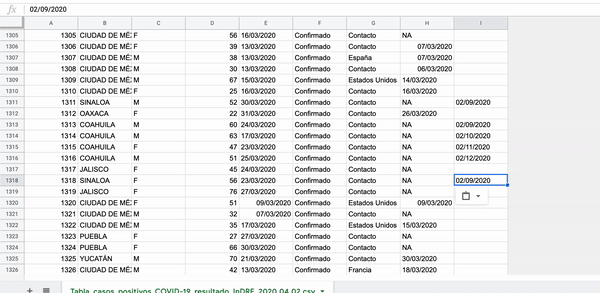 fx 02/09/2020
A B C D E F G H I
1305 1305 CIUDAD DE MÉ F 56 16/03/2020 Confirmado Contacto NA
1306 1306 CIUDAD DE MÉ F 39 13/03/2020 Confirmado Contacto 07/03/2020
1307 1307 CIUDAD DE MÉ M 38 13/03/2020 Confirmado España 07/03/2020
1308 1308 CIUDAD DE MÉ M 30 13/03/2020 Confirmado Contacto 06/03/2020
1309 1309 CIUDAD DE MÉ M 67 15/03/2020 Confirmado Estados Unidos 14/03/2020
1310 1310 CIUDAD DE MÉ F 25 16/03/2020 Confirmado Contacto 16/03/2020
1311 1311 SINALOA M 52 30/03/2020 Confirmado Contacto NA 02/09/2020
1312 1312 OAXACA F 22 31/03/2020 Confirmado Contacto 26/03/2020
1313 1313 COAHUILA M 60 24/03/2020 Confirmado Contacto NA 02/09/2020
1314 1314 COAHUILA M 63 17/03/2020 Confirmado Contacto NA 02/10/2020
1315 1315 COAHUILA F 47 23/03/2020 Confirmado Contacto NA 02/11/2020
1316 1316 COAHUILA M 51 25/03/2020 Confirmado Contacto NA 02/12/2020
1317 1317 JALISCO F 45 24/03/2020 Confirmado Contacto NA
1318 1318 SINALOA F 56 23/03/2020 Confirmado Contacto NA 02/09/2020
1319 1319 JALISCO F 76 27/03/2020 Confirmado Contacto NA
1320 1320 CIUDAD DE MÉ F 51 09/03/2020 Confirmado Estados Unidos 09/03/2020
1321 1321 CIUDAD DE MÉ M 32 07/03/2020 Confirmado Contacto NA
1322 1322 CIUDAD DE MÉ F 35 17/03/2020 Confirmado Estados Unidos 15/03/2020
1323 1323 PUEBLA F 27 27/03/2020 Confirmado Contacto NA
1324 1324 PUEBLA F 66 30/03/2020 Confirmado Contacto NA
1325 1325 YUCATÁN M 70 21/03/2020 Confirmado Contacto 30/03/2020
1326 1326 CIUDAD DE MÉ M 42 13/03/2020 Confirmado Francia 18/03/2020
Tabla_casos_positivos_COVID-19_resultado_InDRE_2020.04.02.csv